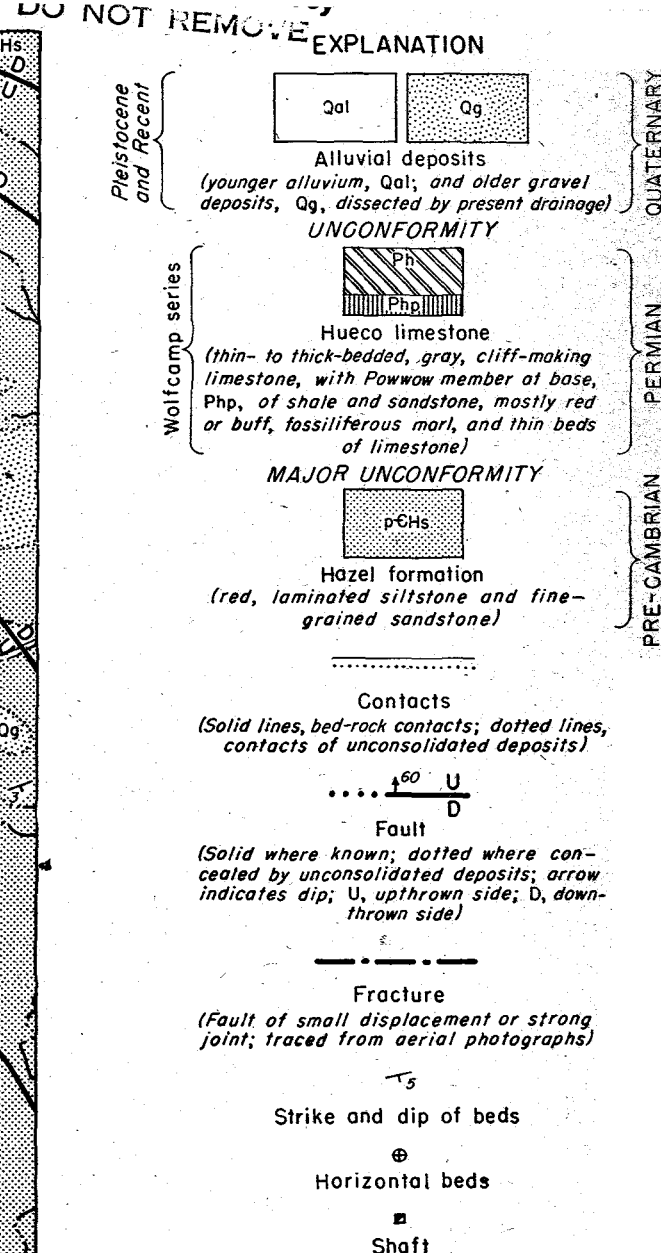 DO NOT REMOVE
EXPLANATION
Hs
D
U
Pleistocene
and Recent
Qal
Qg
QUATERNARY
Alluvial deposits
(younger alluvium, Qal; and older gravel
deposits, Qg, dissected by present drainage)
UNCONFORMITY
Wolfcamp series
Ph
Php
PERMIAN
Hueco limestone
(thin- to thick-bedded, gray, cliff-making
limestone, with Powwow member at base,
Php, of shale and sandstone, mostly red
or buff, fossiliferous marl, and thin beds
of limestone)
MAJOR UNCONFORMITY
p-ЄHs
PRE-CAMBRIAN
Hazel formation
(red, laminated siltstone and fine-
grained sandstone)
D
U
Contacts
(Solid lines, bed-rock contacts; dotted lines,
contacts of unconsolidated deposits)
Qg
60 U
D
3
Fault
(Solid where known; dotted where con-
cealed by unconsolidated deposits; arrow
indicates dip; U, upthrown side; D, down-
thrown side)
Fracture
(Fault of small displacement or strong
joint; traced from aerial photographs)
5
Strike and dip of beds
Horizontal beds
Shaft